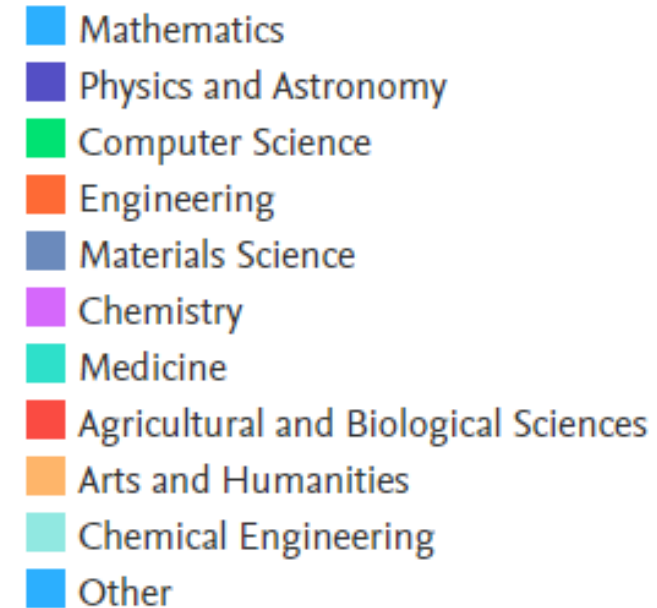 Mathematics
Physics and Astronomy
Computer Science
Engineering
Materials Science
Chemistry
Medicine
Agricultural and Biological Sciences
Arts and Humanities
Chemical Engineering
Other